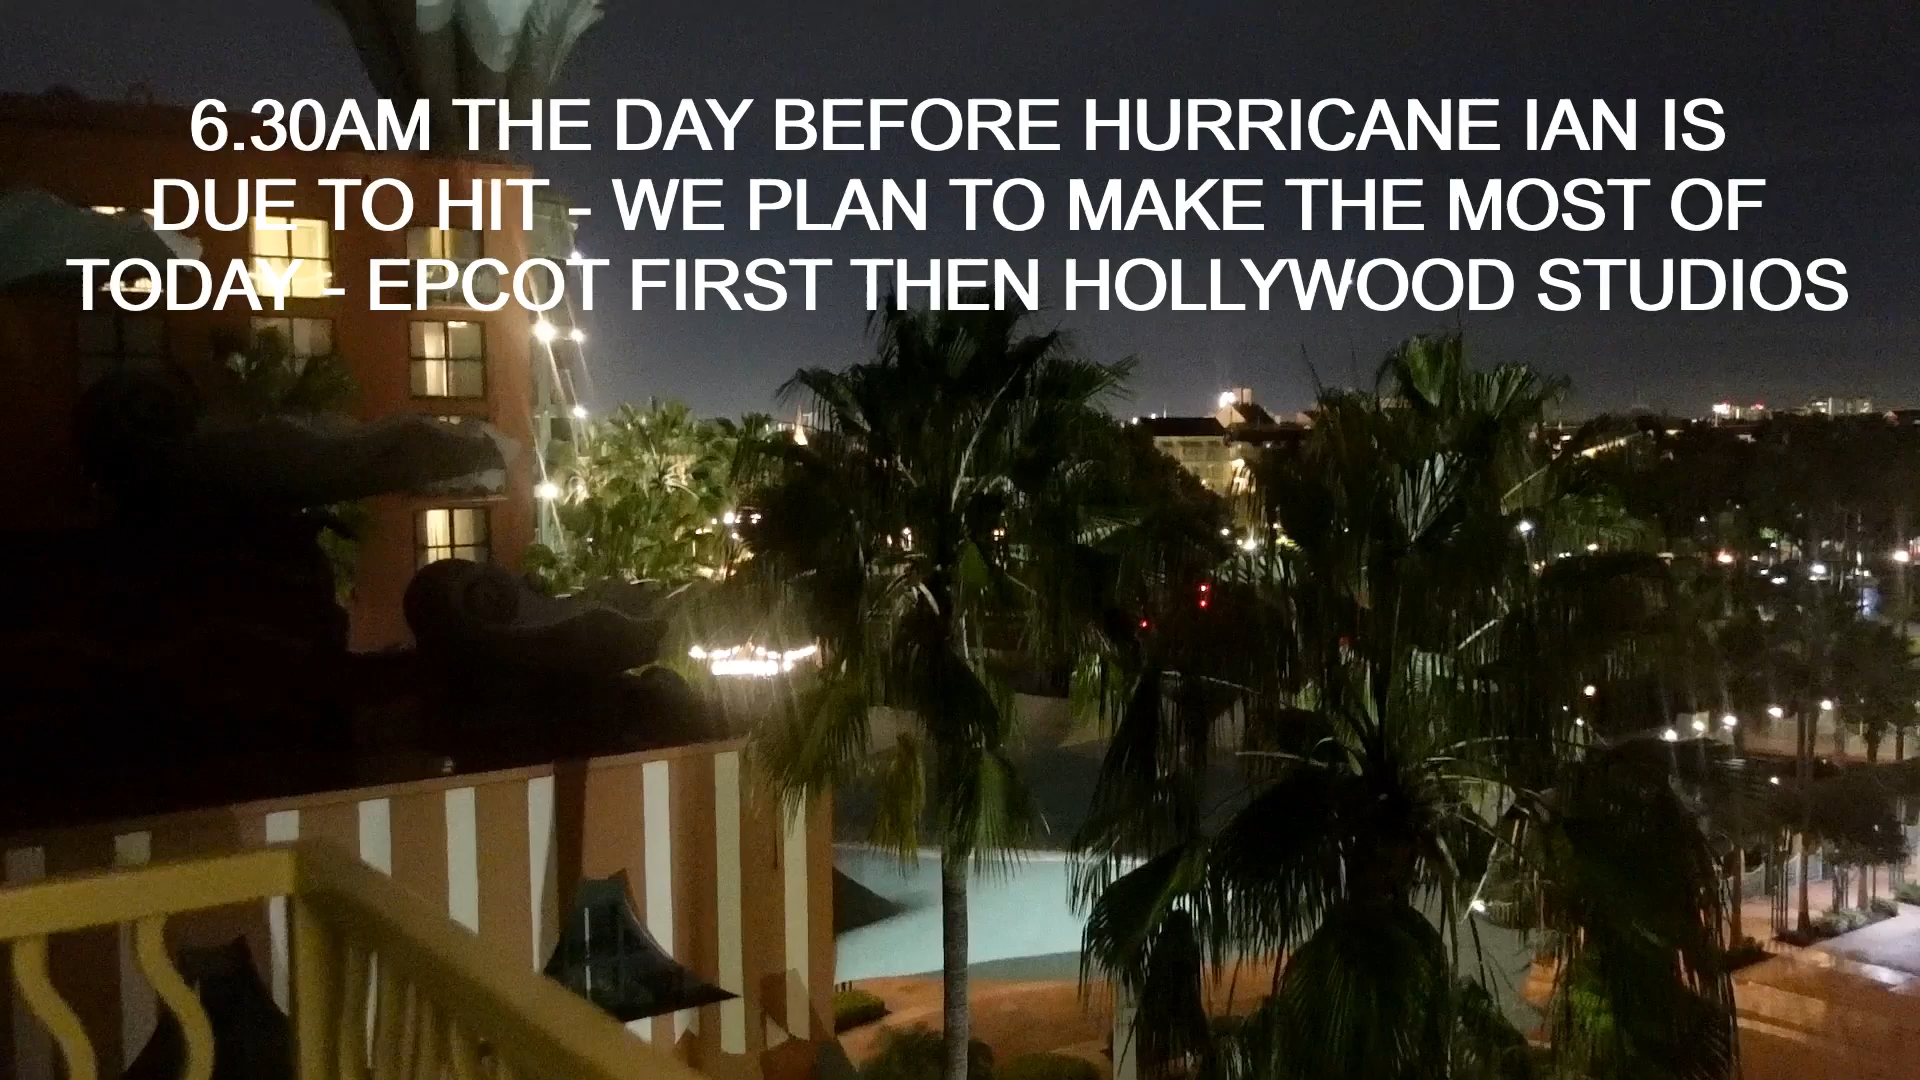 6.30AM THE DAY BEFORE HURRICANE IAN IS
DUE TO HIT - WE PLAN TO MAKE THE MOST OF
TODAY - EPCOT FIRST THEN HOLLYWOOD STUDIOS